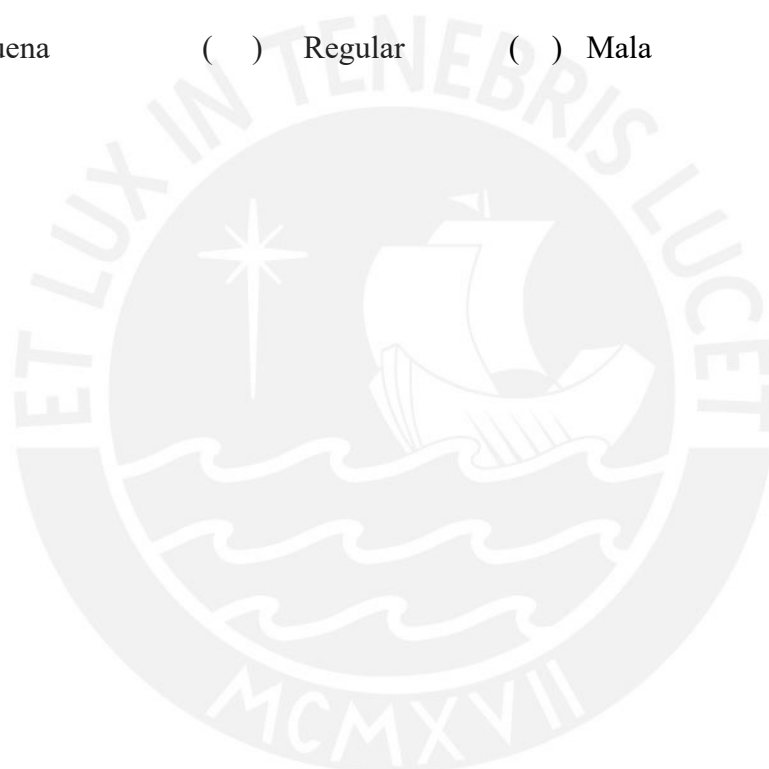 uena ( ) Regular ( ) Mala
ET LUX IN TENEBRIS LUCET
MCMXVII